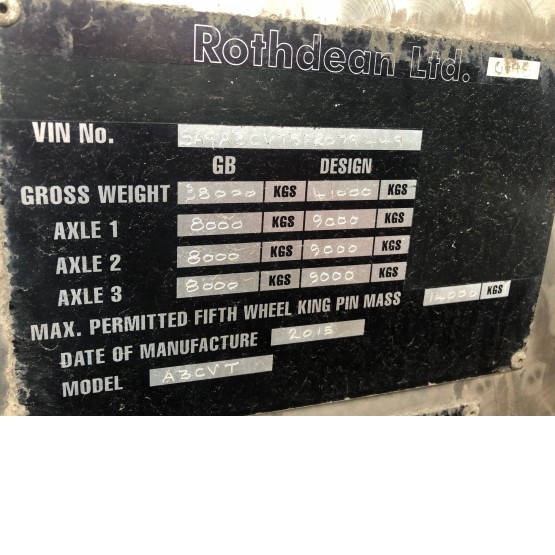 Rothdean Ltd.
VIN No.
GB DESIGN
GROSS WEIGHT 38000 KGS 41000 KGS
AXLE 1 8000 9000 KGS
AXLE 2 8000 KGS 9000 KGS
AXLE 3 8000 KGS 9000 KGS
MAX. PERMITTED FIFTH WHEEL KING PIN MASS 14000 KGS
DATE OF MANUFACTURE 2015
MODEL A3CVT